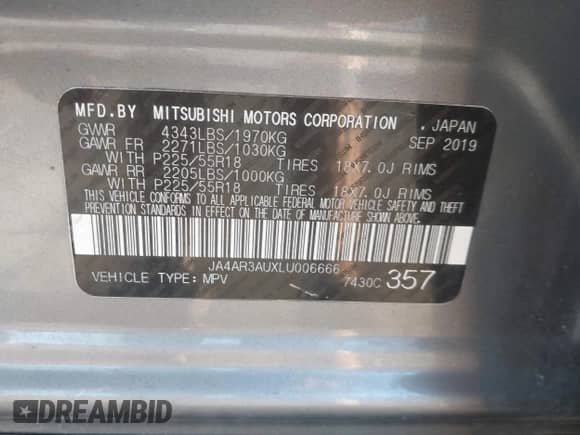 MFD.BY MITSUBISHI MOTORS CORPORATION . JAPAN
GVWR 4343LBS/1970KG SEP 2019
GAWR FR 2271LBS/1030KG
WITH P225/55R18 TIRES 18X7.0J RIMS
GAWR RR 2205LBS/1000KG
WITH P225/55R18 TIRES 18X7.0J RIMS
THIS VEHICLE CONFORMS TO ALL APPLICABLE FEDERAL MOTOR VEHICLE SAFETY AND THEFT
PREVENTION STANDARDS IN EFFECT ON THE DATE OF MANUFACTURE SHOWN ABOVE.
JA4AR3AUXLU006666
VEHICLE TYPE: MPV 7430C 357
DREAMBID